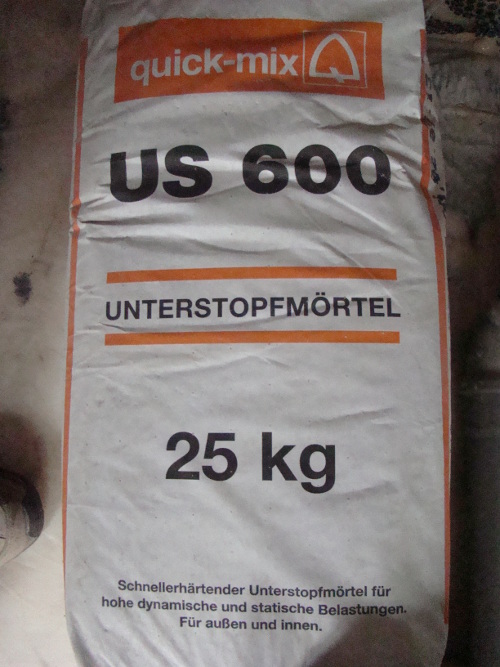 quick-mix
US 600
UNTERSTOPFMÖRTEL
25 kg
Schnellerhärtender Unterstopfmörtel für
hohe dynamische und statische Belastungen.
Für außen und innen.